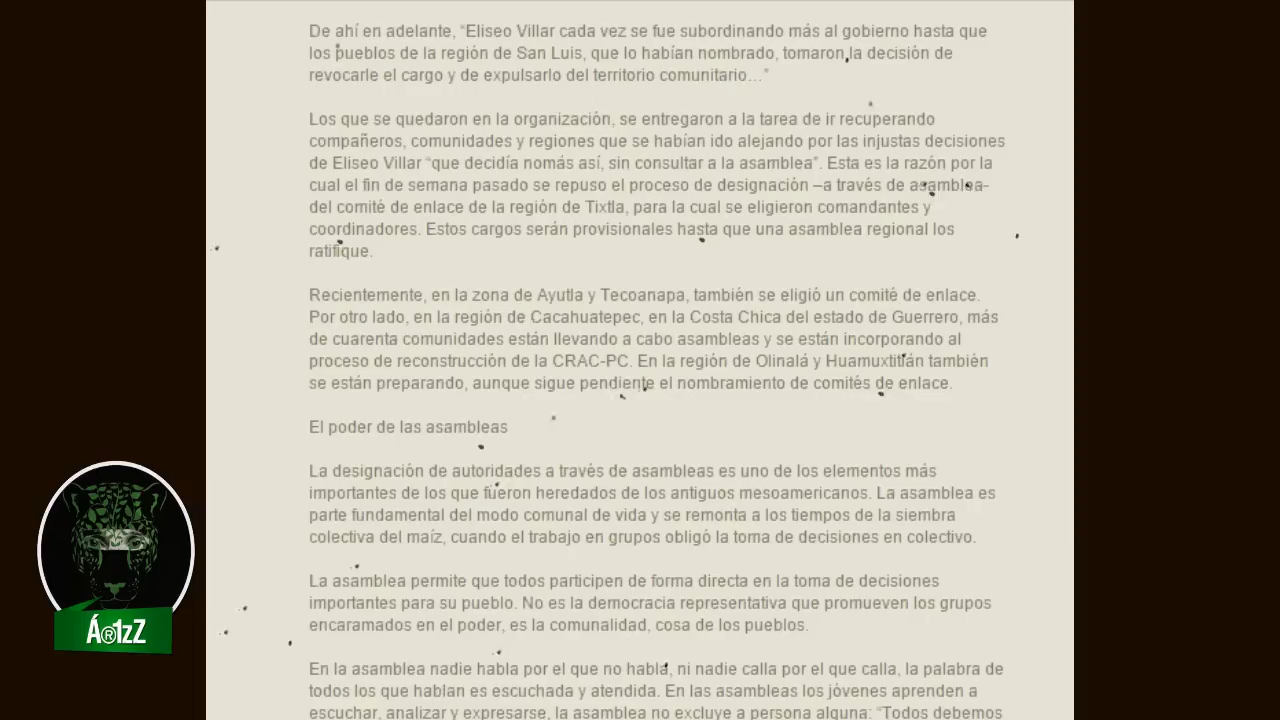 De ahí en adelante, “Eliseo Villar cada vez se fue subordinando más al gobierno hasta que
los pueblos de la región de San Luis, que lo habían nombrado, tomaron la decisión de
revocarle el cargo y de expulsarlo del territorio comunitario…”
Los que se quedaron en la organización, se entregaron a la tarea de ir recuperando
compañeros, comunidades y regiones que se habían ido alejando por las injustas decisiones
de Eliseo Villar “que decidía nomás así, sin consultar a la asamblea”. Esta es la razón por la
cual el fin de semana pasado se repuso el proceso de designación –a través de asamblea-
del comité de enlace de la región de Tixtla, para la cual se eligieron comandantes y
coordinadores. Estos cargos serán provisionales hasta que una asamblea regional los
ratifique.
Recientemente, en la zona de Ayutla y Tecoanapa, también se eligió un comité de enlace.
Por otro lado, en la región de Cacahuatepec, en la Costa Chica del estado de Guerrero, más
de cuarenta comunidades están llevando a cabo asambleas y se están incorporando al
proceso de reconstrucción de la CRAC-PC. En la región de Olinalá y Huamuxtitlán también
se están preparando, aunque sigue pendiente el nombramiento de comités de enlace.
El poder de las asambleas
La designación de autoridades a través de asambleas es uno de los elementos más
importantes de los que fueron heredados de los antiguos mesoamericanos. La asamblea es
parte fundamental del modo comunal de vida y se remonta a los tiempos de la siembra
colectiva del maíz, cuando el trabajo en grupos obligó la toma de decisiones en colectivo.
La asamblea permite que todos participen de forma directa en la toma de decisiones
importantes para su pueblo. No es la democracia representativa que promueven los grupos
encaramados en el poder, es la comunalidad, cosa de los pueblos.
En la asamblea nadie habla por el que no habla, ni nadie calla por el que calla, la palabra de
todos los que hablan es escuchada y atendida. En las asambleas los jóvenes aprenden a
escuchar, analizar y expresarse, la asamblea no excluye a persona alguna: “Todos debemos
Á®1zZ